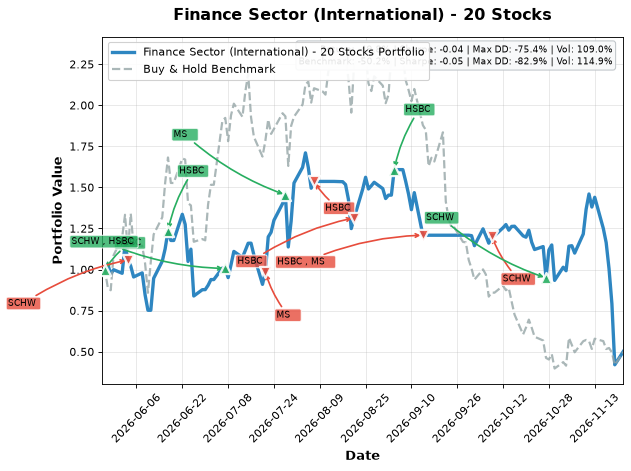 Finance Sector (International) - 20 Stocks
Finance Sector (International) - 20 Stocks Portfolio
Buy & Hold Benchmark
-0.04 | Max DD: -75.4% | Vol: 109.0%
-0.05 | Max DD: -82.9% | Vol: 114.9%
Portfolio Value
2.25
2.00
1.75
1.50
1.25
1.00
0.75
0.50
HSBC
MS
HSBC
HSBC
SCHW
SCHW , HSBC ,
HSBC
HSBC , MS
SCHW
SCHW
MS
2026-06-06
2026-06-22
2026-07-08
2026-07-24
2026-08-09
2026-08-25
2026-09-10
2026-09-26
2026-10-12
2026-10-28
2026-11-13
Date